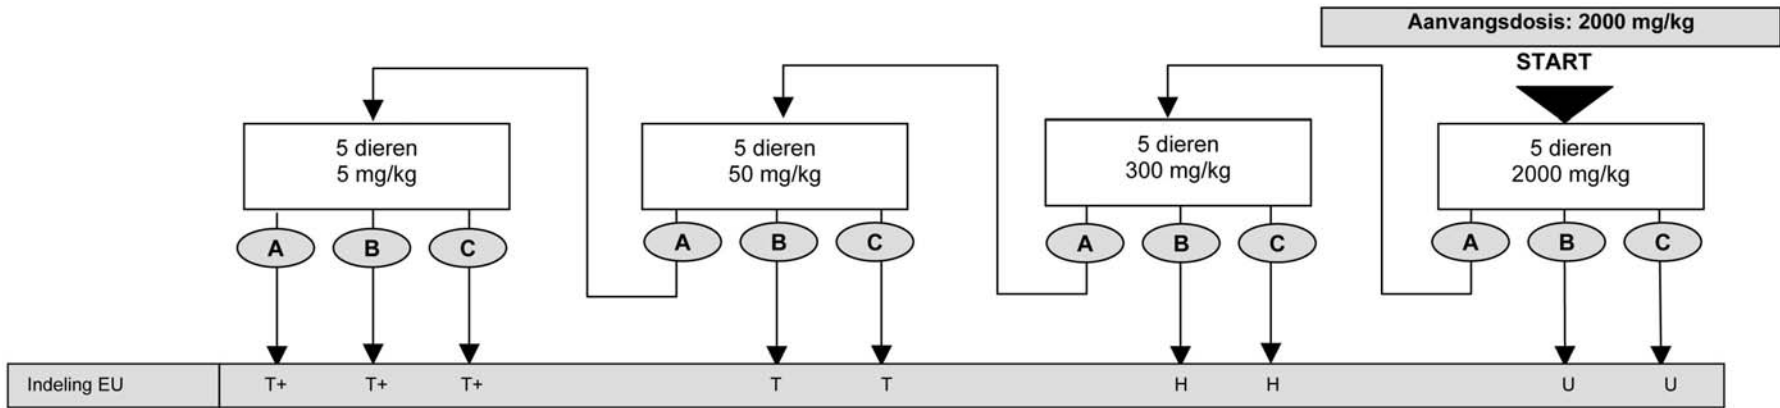 Aanvangsdosis: 2000 mg/kg
START
5 dieren
5 mg/kg
5 dieren
50 mg/kg
5 dieren
300 mg/kg
5 dieren
2000 mg/kg
A B C A B C A B C A B C
Indeling EU T+ T+ T+ T T H H U U